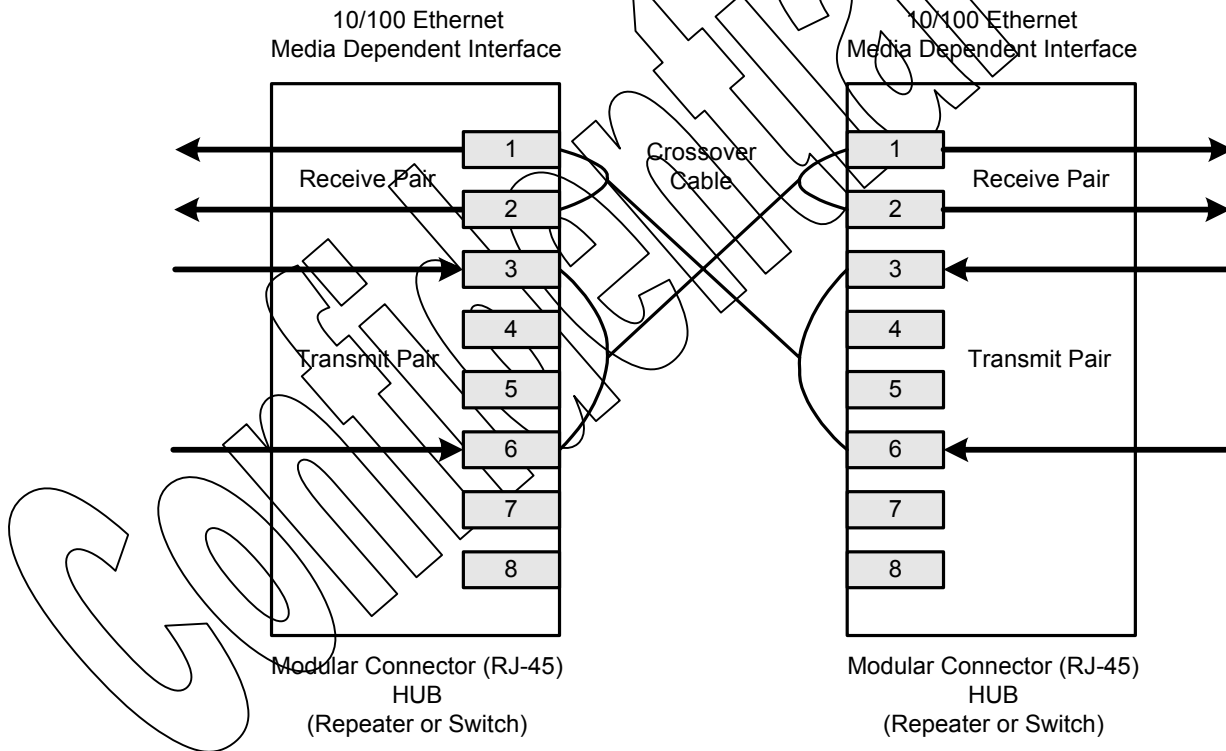 10/100 Ethernet
Media Dependent Interface
10/100 Ethernet
Media Dependent Interface
1
2
3
4
5
6
7
8
Receive Pair
Transmit Pair
Crossover
Cable
1
2
3
4
5
6
7
8
Receive Pair
Transmit Pair
Modular Connector (RJ-45)
HUB
(Repeater or Switch)
Modular Connector (RJ-45)
HUB
(Repeater or Switch)
Confidential